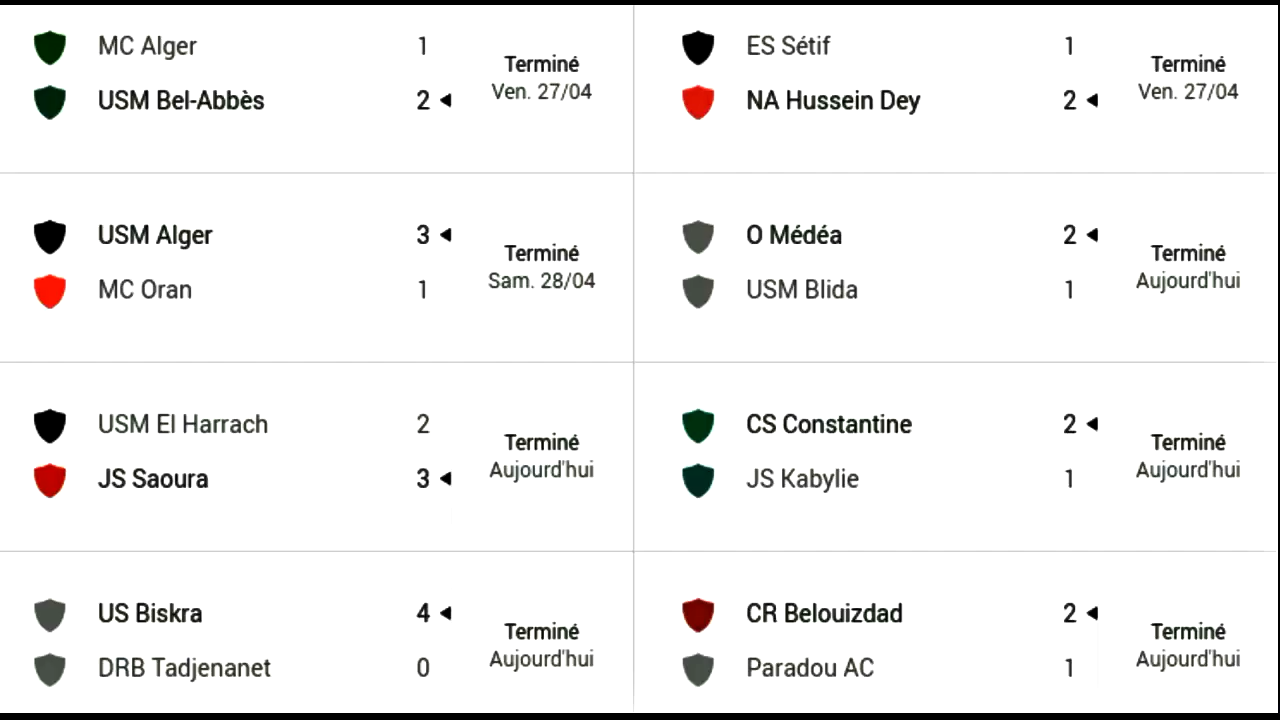 MC Alger 1
Terminé
Ven. 27/04
USM Bel-Abbès 2
ES Sétif 1
Terminé
Ven. 27/04
NA Hussein Dey 2
USM Alger 3
Terminé
Sam. 28/04
MC Oran 1
O Médéa 2
Terminé
Aujourd'hui
USM Blida 1
USM El Harrach 2
Terminé
Aujourd'hui
JS Saoura 3
CS Constantine 2
Terminé
Aujourd'hui
JS Kabylie 1
US Biskra 4
Terminé
Aujourd'hui
DRB Tadjenanet 0
CR Belouizdad 2
Terminé
Aujourd'hui
Paradou AC 1